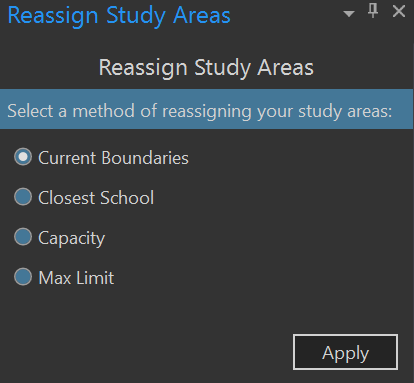 Reassign Study Areas
Reassign Study Areas
Select a method of reassigning your study areas:
Current Boundaries
Closest School
Capacity
Max Limit
Apply